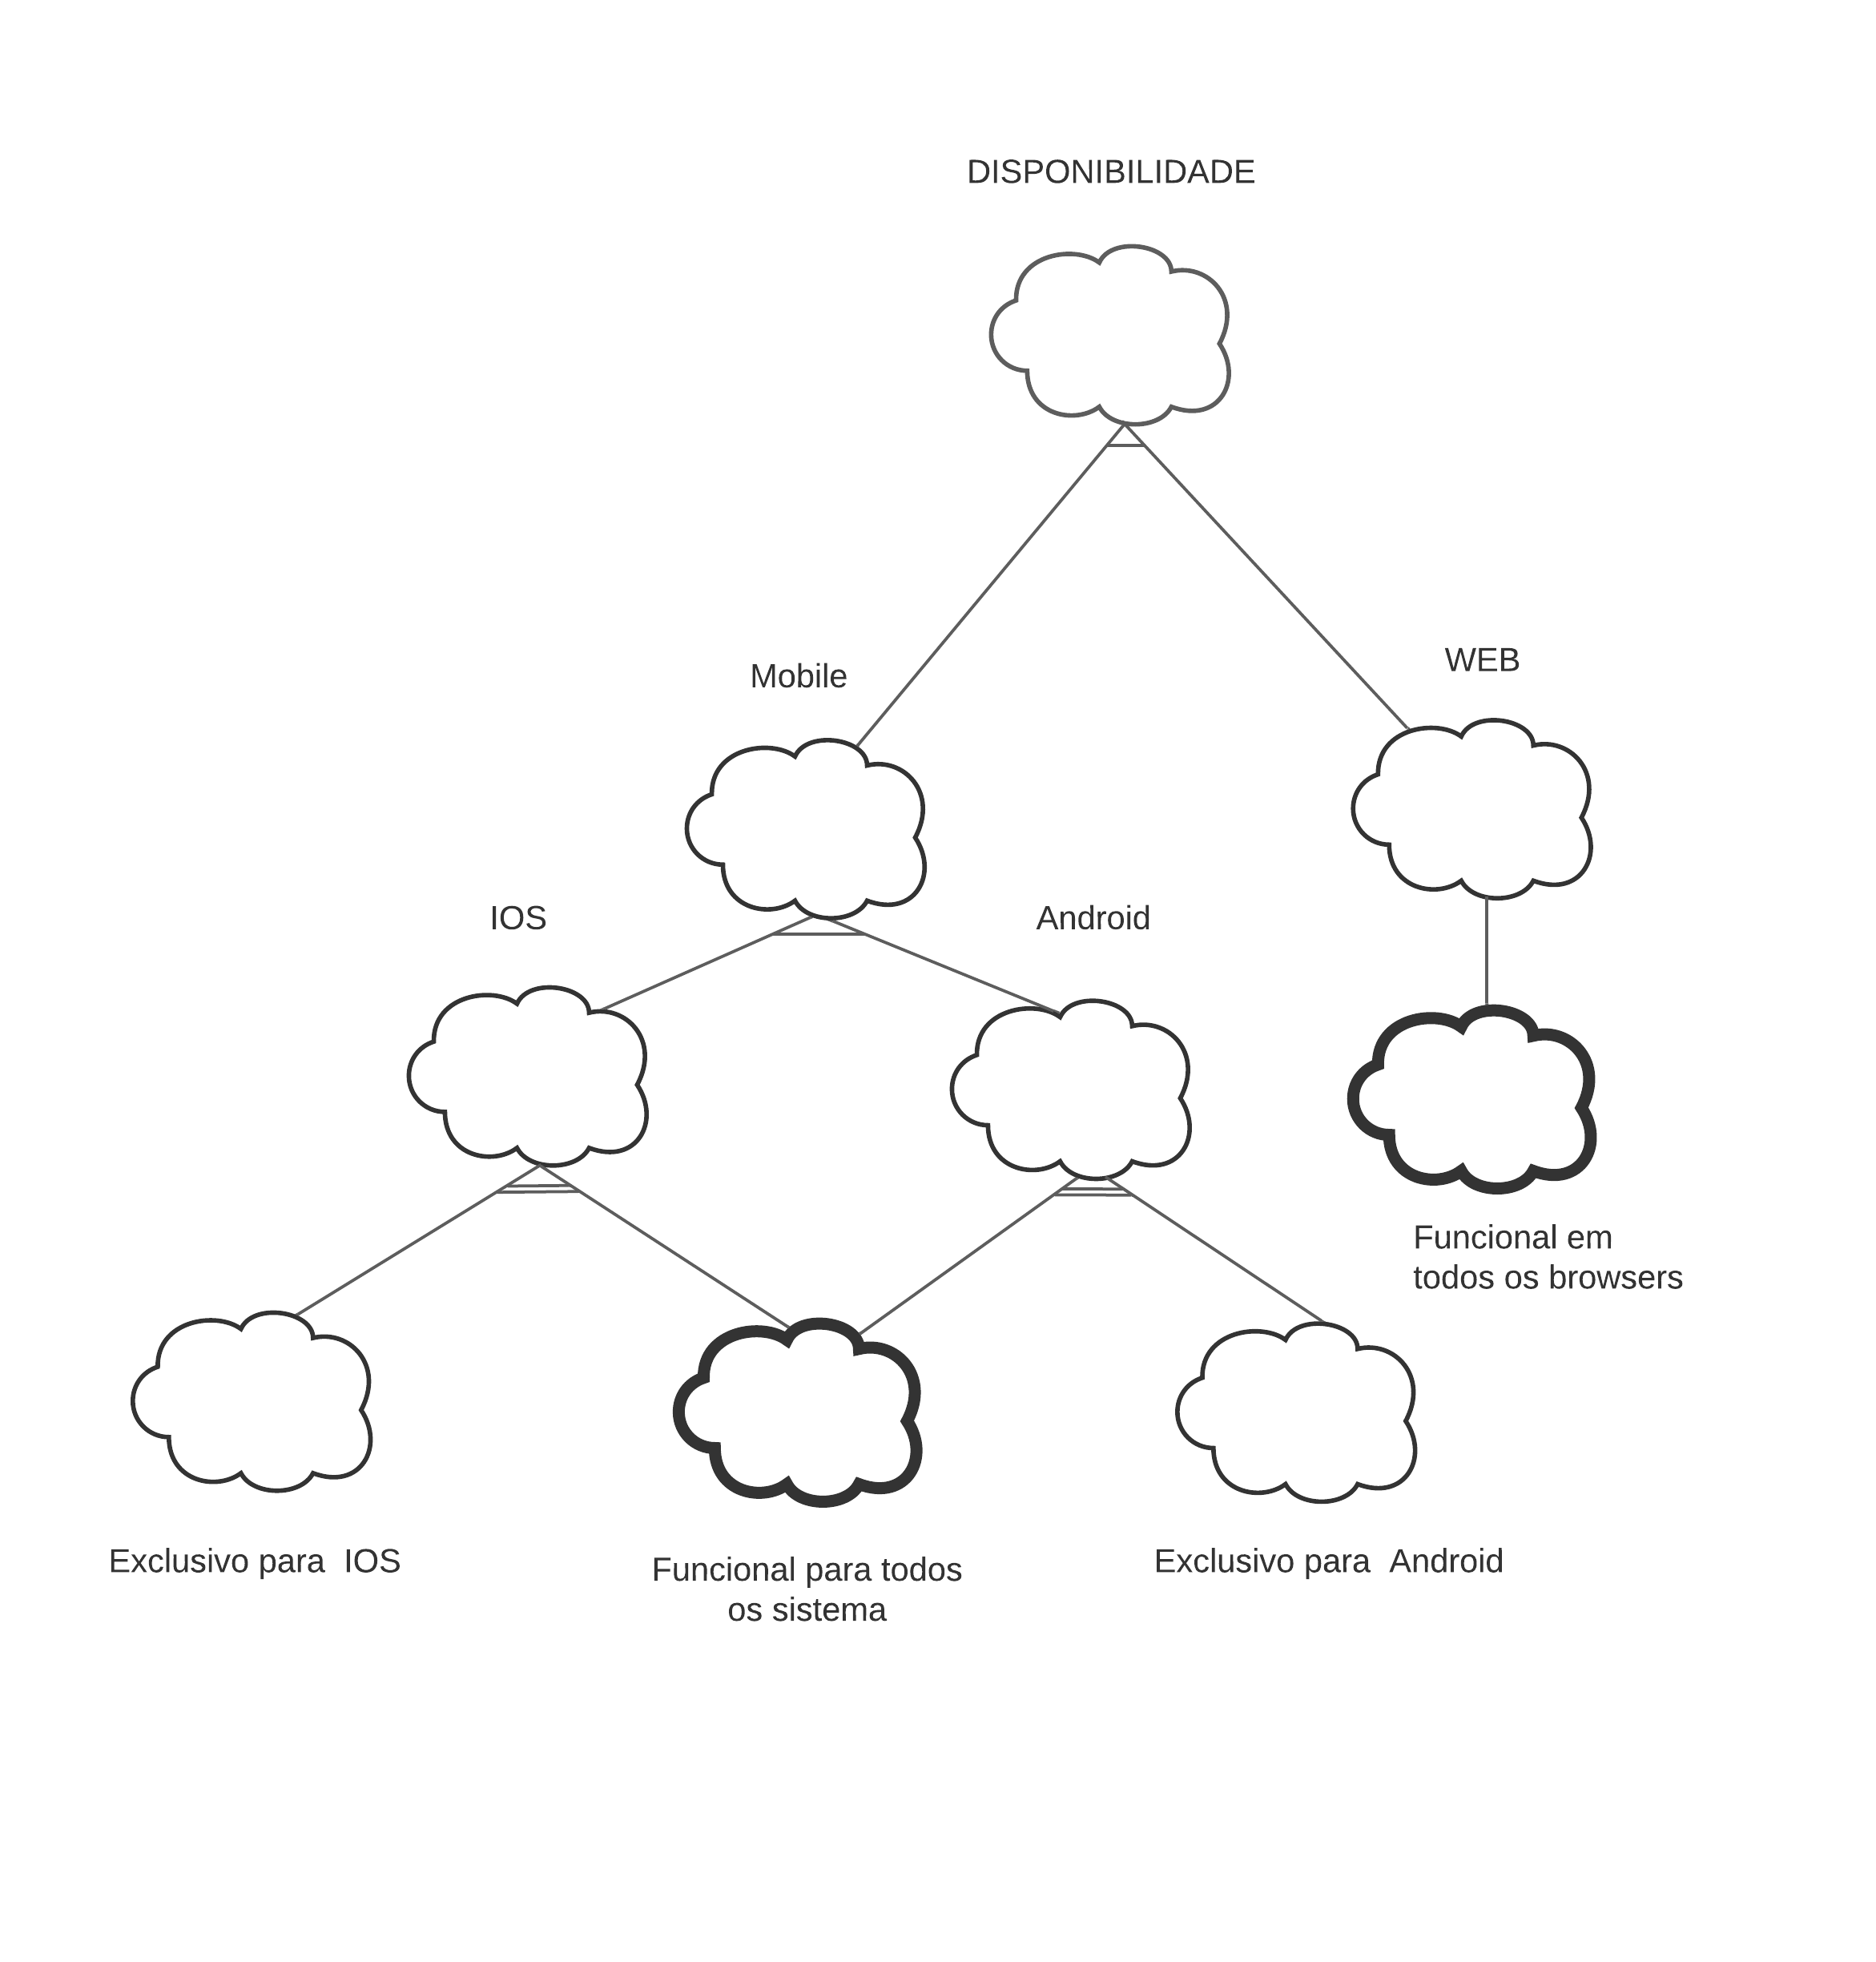 DISPONIBILIDADE
Mobile
WEB
IOS
Android
Funcional em
todos os browsers
Exclusivo para  IOS
Funcional para todos
os sistema
Exclusivo para  Android